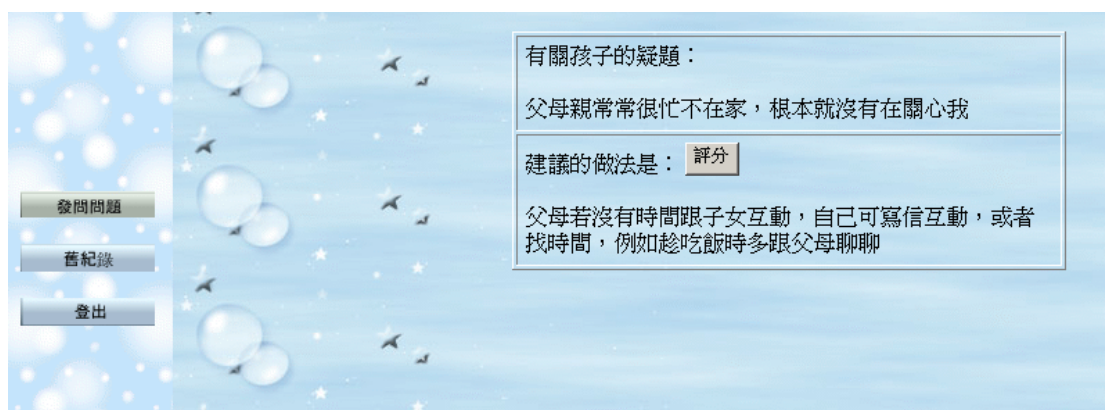 發問問題
舊紀錄
登出
有關孩子的疑題：
父母親常常很忙不在家，根本就沒有在關心我
建議的做法是： 評分
父母若沒有時間跟子女互動，自己可寫信互動，或者
找時間，例如趁吃飯時多跟父母聊聊